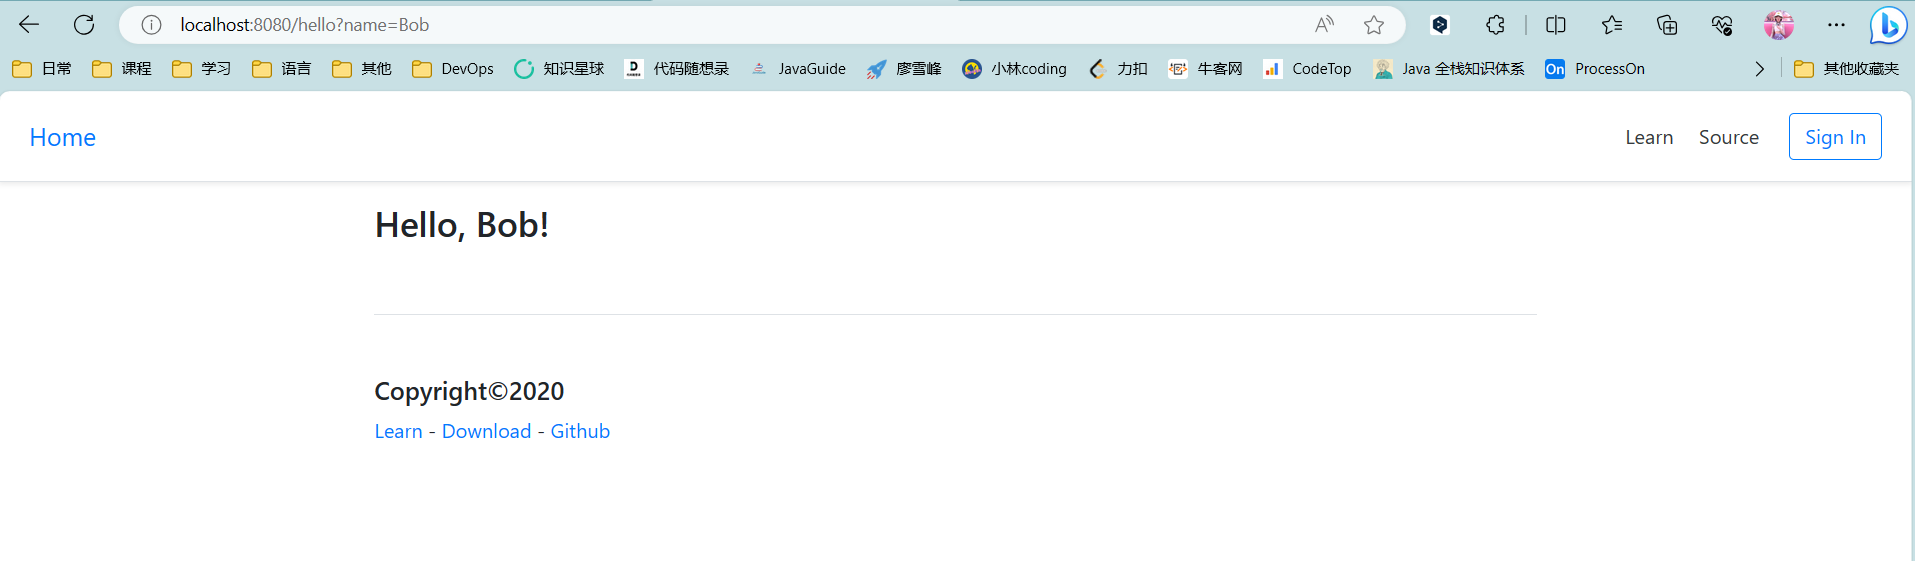 localhost:8080/hello?name=Bob
日常 课程 学习 语言 其他 DevOps 知识星球 代码随想录 JavaGuide 廖雪峰 小林coding 力扣 牛客网 CodeTop Java 全栈知识体系 On ProcessOn 其他收藏夹
Home Learn Source Sign In
Hello, Bob!
Copyright©2020
Learn - Download - Github